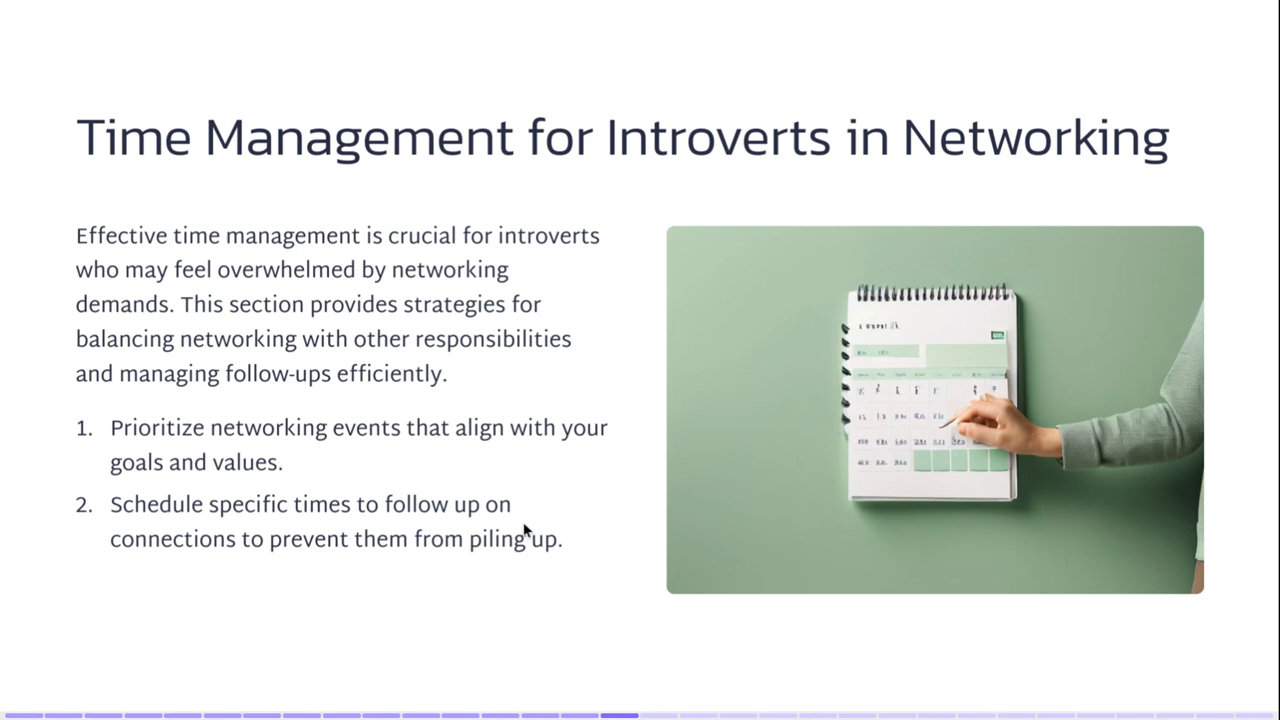 Time Management for Introverts in Networking
Effective time management is crucial for introverts
who may feel overwhelmed by networking
demands. This section provides strategies for
balancing networking with other responsibilities
and managing follow-ups efficiently.
1. Prioritize networking events that align with your
goals and values.
2. Schedule specific times to follow up on
connections to prevent them from piling up.